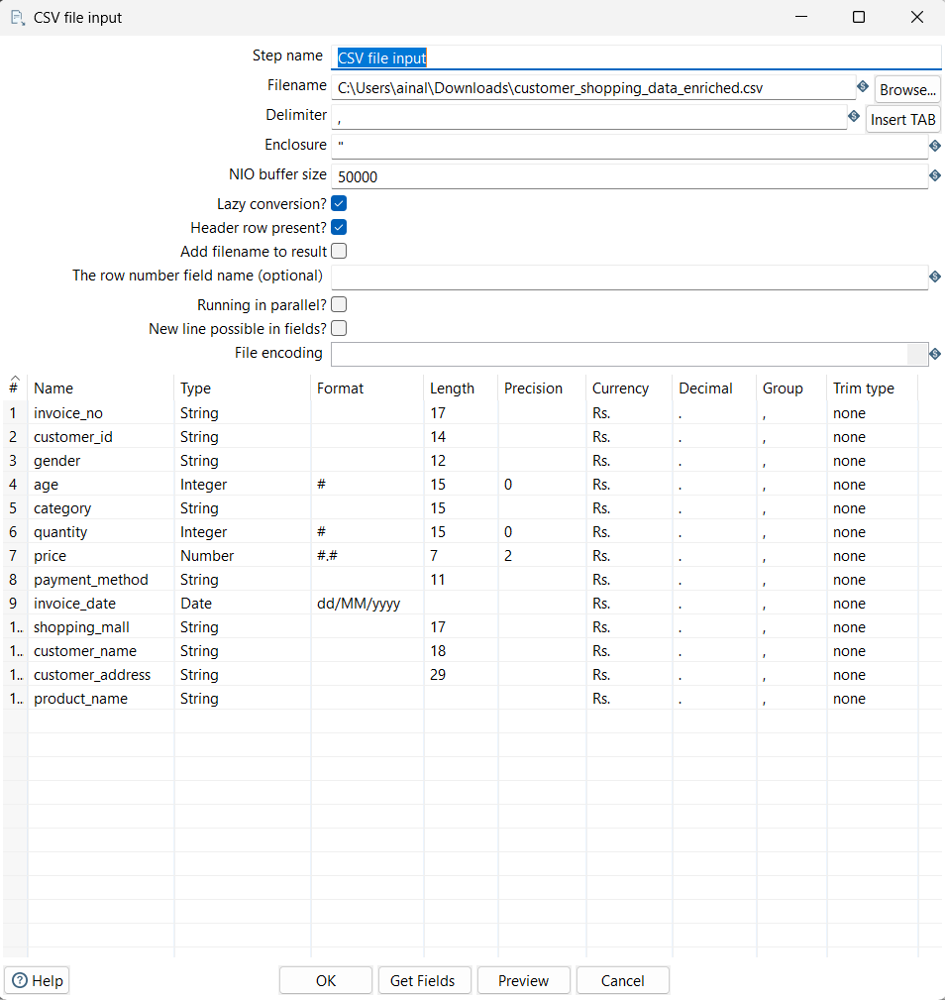 CSV file input
Step name CSV file input
Filename C:\Users\ainal\Downloads\customer_shopping_data_enriched.csv Browse...
Delimiter , Insert TAB
Enclosure "
NIO buffer size 50000
Lazy conversion?
Header row present?
Add filename to result
The row number field name (optional)
Running in parallel?
New line possible in fields?
File encoding
# Name Type Format Length Precision Currency Decimal Group Trim type
1 invoice_no String 17 Rs. . , none
2 customer_id String 14 Rs. . , none
3 gender String 12 Rs. . , none
4 age Integer # 15 0 Rs. . , none
5 category String 15 Rs. . , none
6 quantity Integer # 15 0 Rs. . , none
7 price Number #.# 7 2 Rs. . , none
8 payment_method String 11 Rs. . , none
9 invoice_date Date dd/MM/yyyy Rs. . , none
1.. shopping_mall String 17 Rs. . , none
1.. customer_name String 18 Rs. . , none
1.. customer_address String 29 Rs. . , none
1.. product_name String Rs. . , none
Help OK Get Fields Preview Cancel